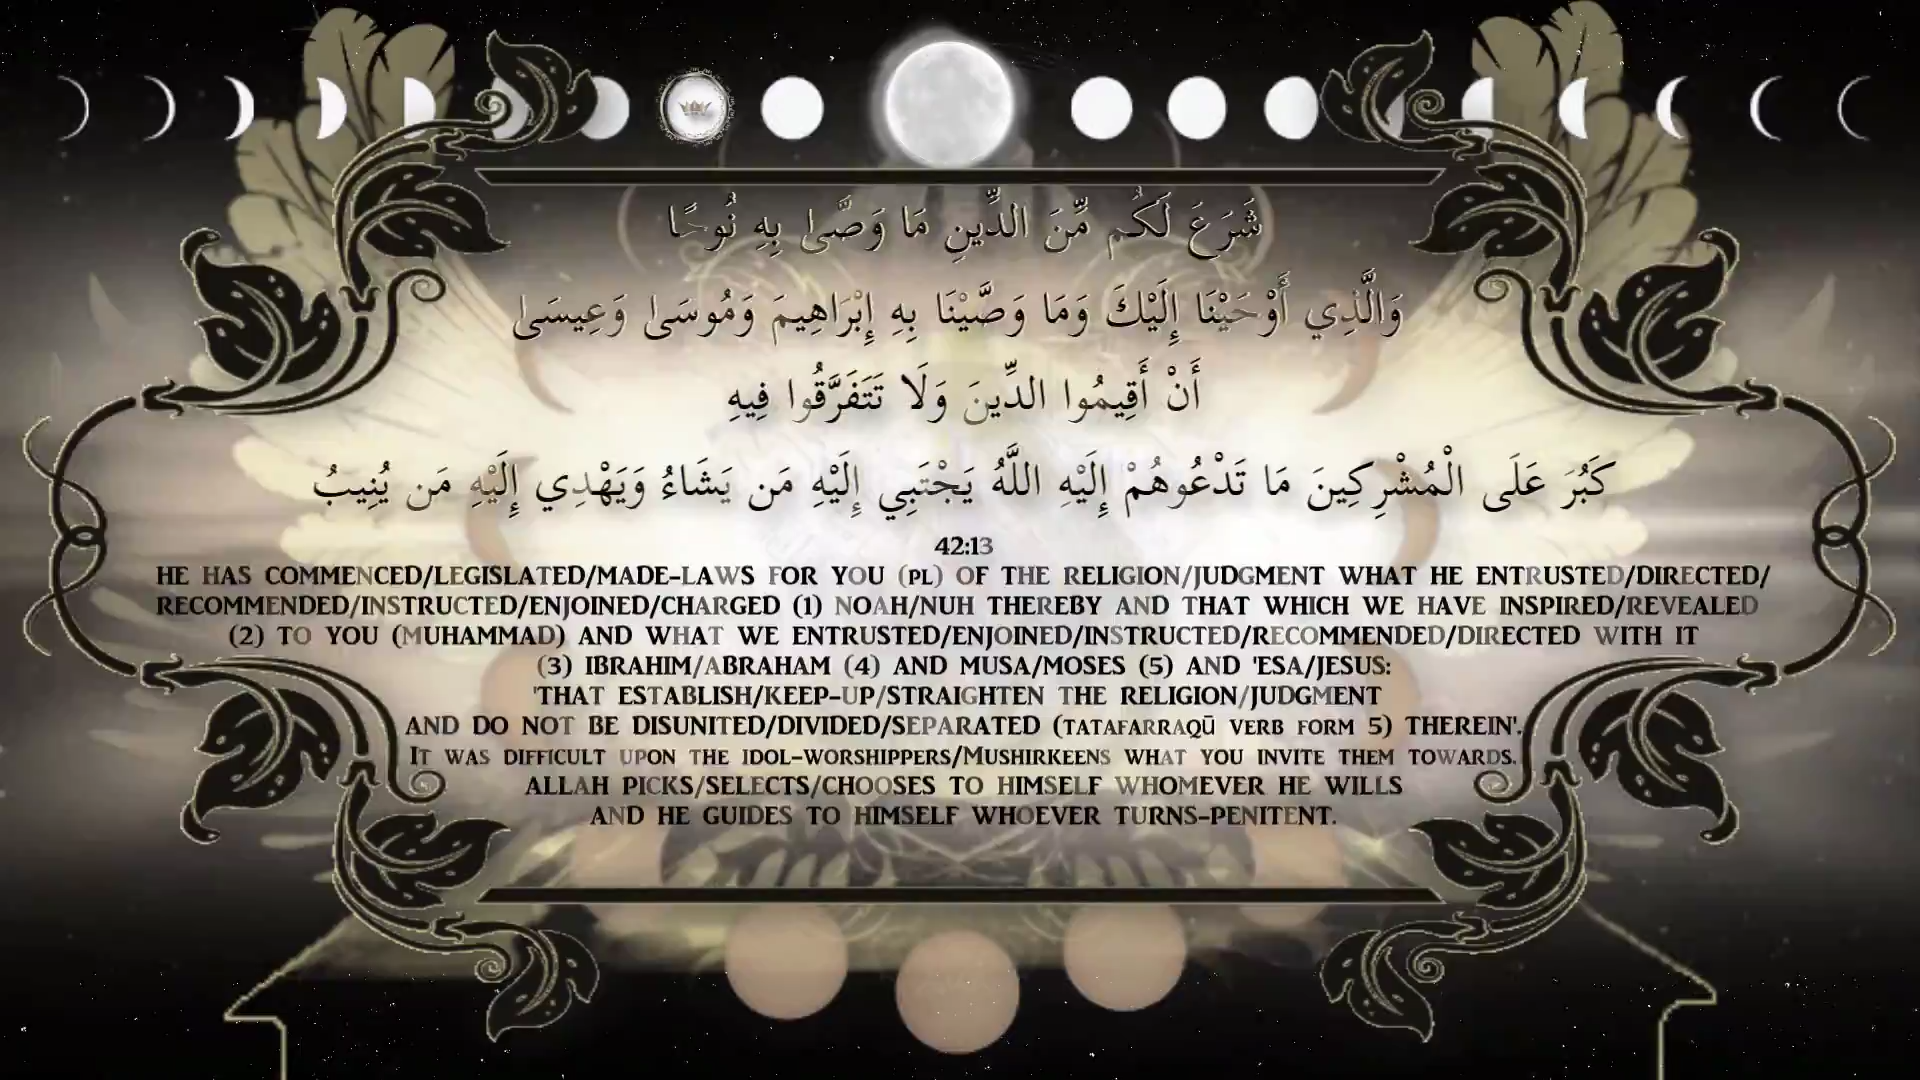 شَرَعَ لَكُم مِّنَ الدِّينِ مَا وَصَّىٰ بِهِ نُوحًا
وَالَّذِي أَوْحَيْنَا إِلَيْكَ وَمَا وَصَّيْنَا بِهِ إِبْرَاهِيمَ وَمُوسَىٰ وَعِيسَىٰ
أَنْ أَقِيمُوا الدِّينَ وَلَا تَتَفَرَّقُوا فِيهِ
كَبُرَ عَلَى الْمُشْرِكِينَ مَا تَدْعُوهُمْ إِلَيْهِ اللَّهُ يَجْتَبِي إِلَيْهِ مَن يَشَاءُ وَيَهْدِي إِلَيْهِ مَن يُنِيبُ
42:13
HE HAS COMMENCED/LEGISLATED/MADE-LAWS FOR YOU (PL) OF THE RELIGION/JUDGMENT WHAT HE ENTRUSTED/DIRECTED/
RECOMMENDED/INSTRUCTED/ENJOINED/CHARGED (1) NOAH/NUH THEREBY AND THAT WHICH WE HAVE INSPIRED/REVEALED
(2) TO YOU (MUHAMMAD) AND WHAT WE ENTRUSTED/ENJOINED/INSTRUCTED/RECOMMENDED/DIRECTED WITH IT
(3) IBRAHIM/ABRAHAM (4) AND MUSA/MOSES (5) AND 'ESA/JESUS:
'THAT ESTABLISH/KEEP-UP/STRAIGHTEN THE RELIGION/JUDGMENT
AND DO NOT BE DISUNITED/DIVIDED/SEPARATED (TATAFARRAQŪ VERB FORM 5) THEREIN'.
IT WAS DIFFICULT UPON THE IDOL-WORSHIPPERS/MUSHIRKEENS WHAT YOU INVITE THEM TOWARDS.
ALLAH PICKS/SELECTS/CHOOSES TO HIMSELF WHOMEVER HE WILLS
AND HE GUIDES TO HIMSELF WHOEVER TURNS-PENITENT.